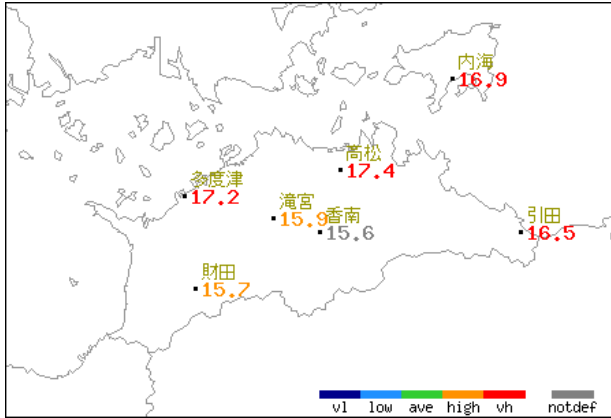 内海
16.9
高松
17.4
多度津
17.2
滝宮
15.9
香南
15.6
引田
16.5
財田
15.7
vl low ave high vh notdef